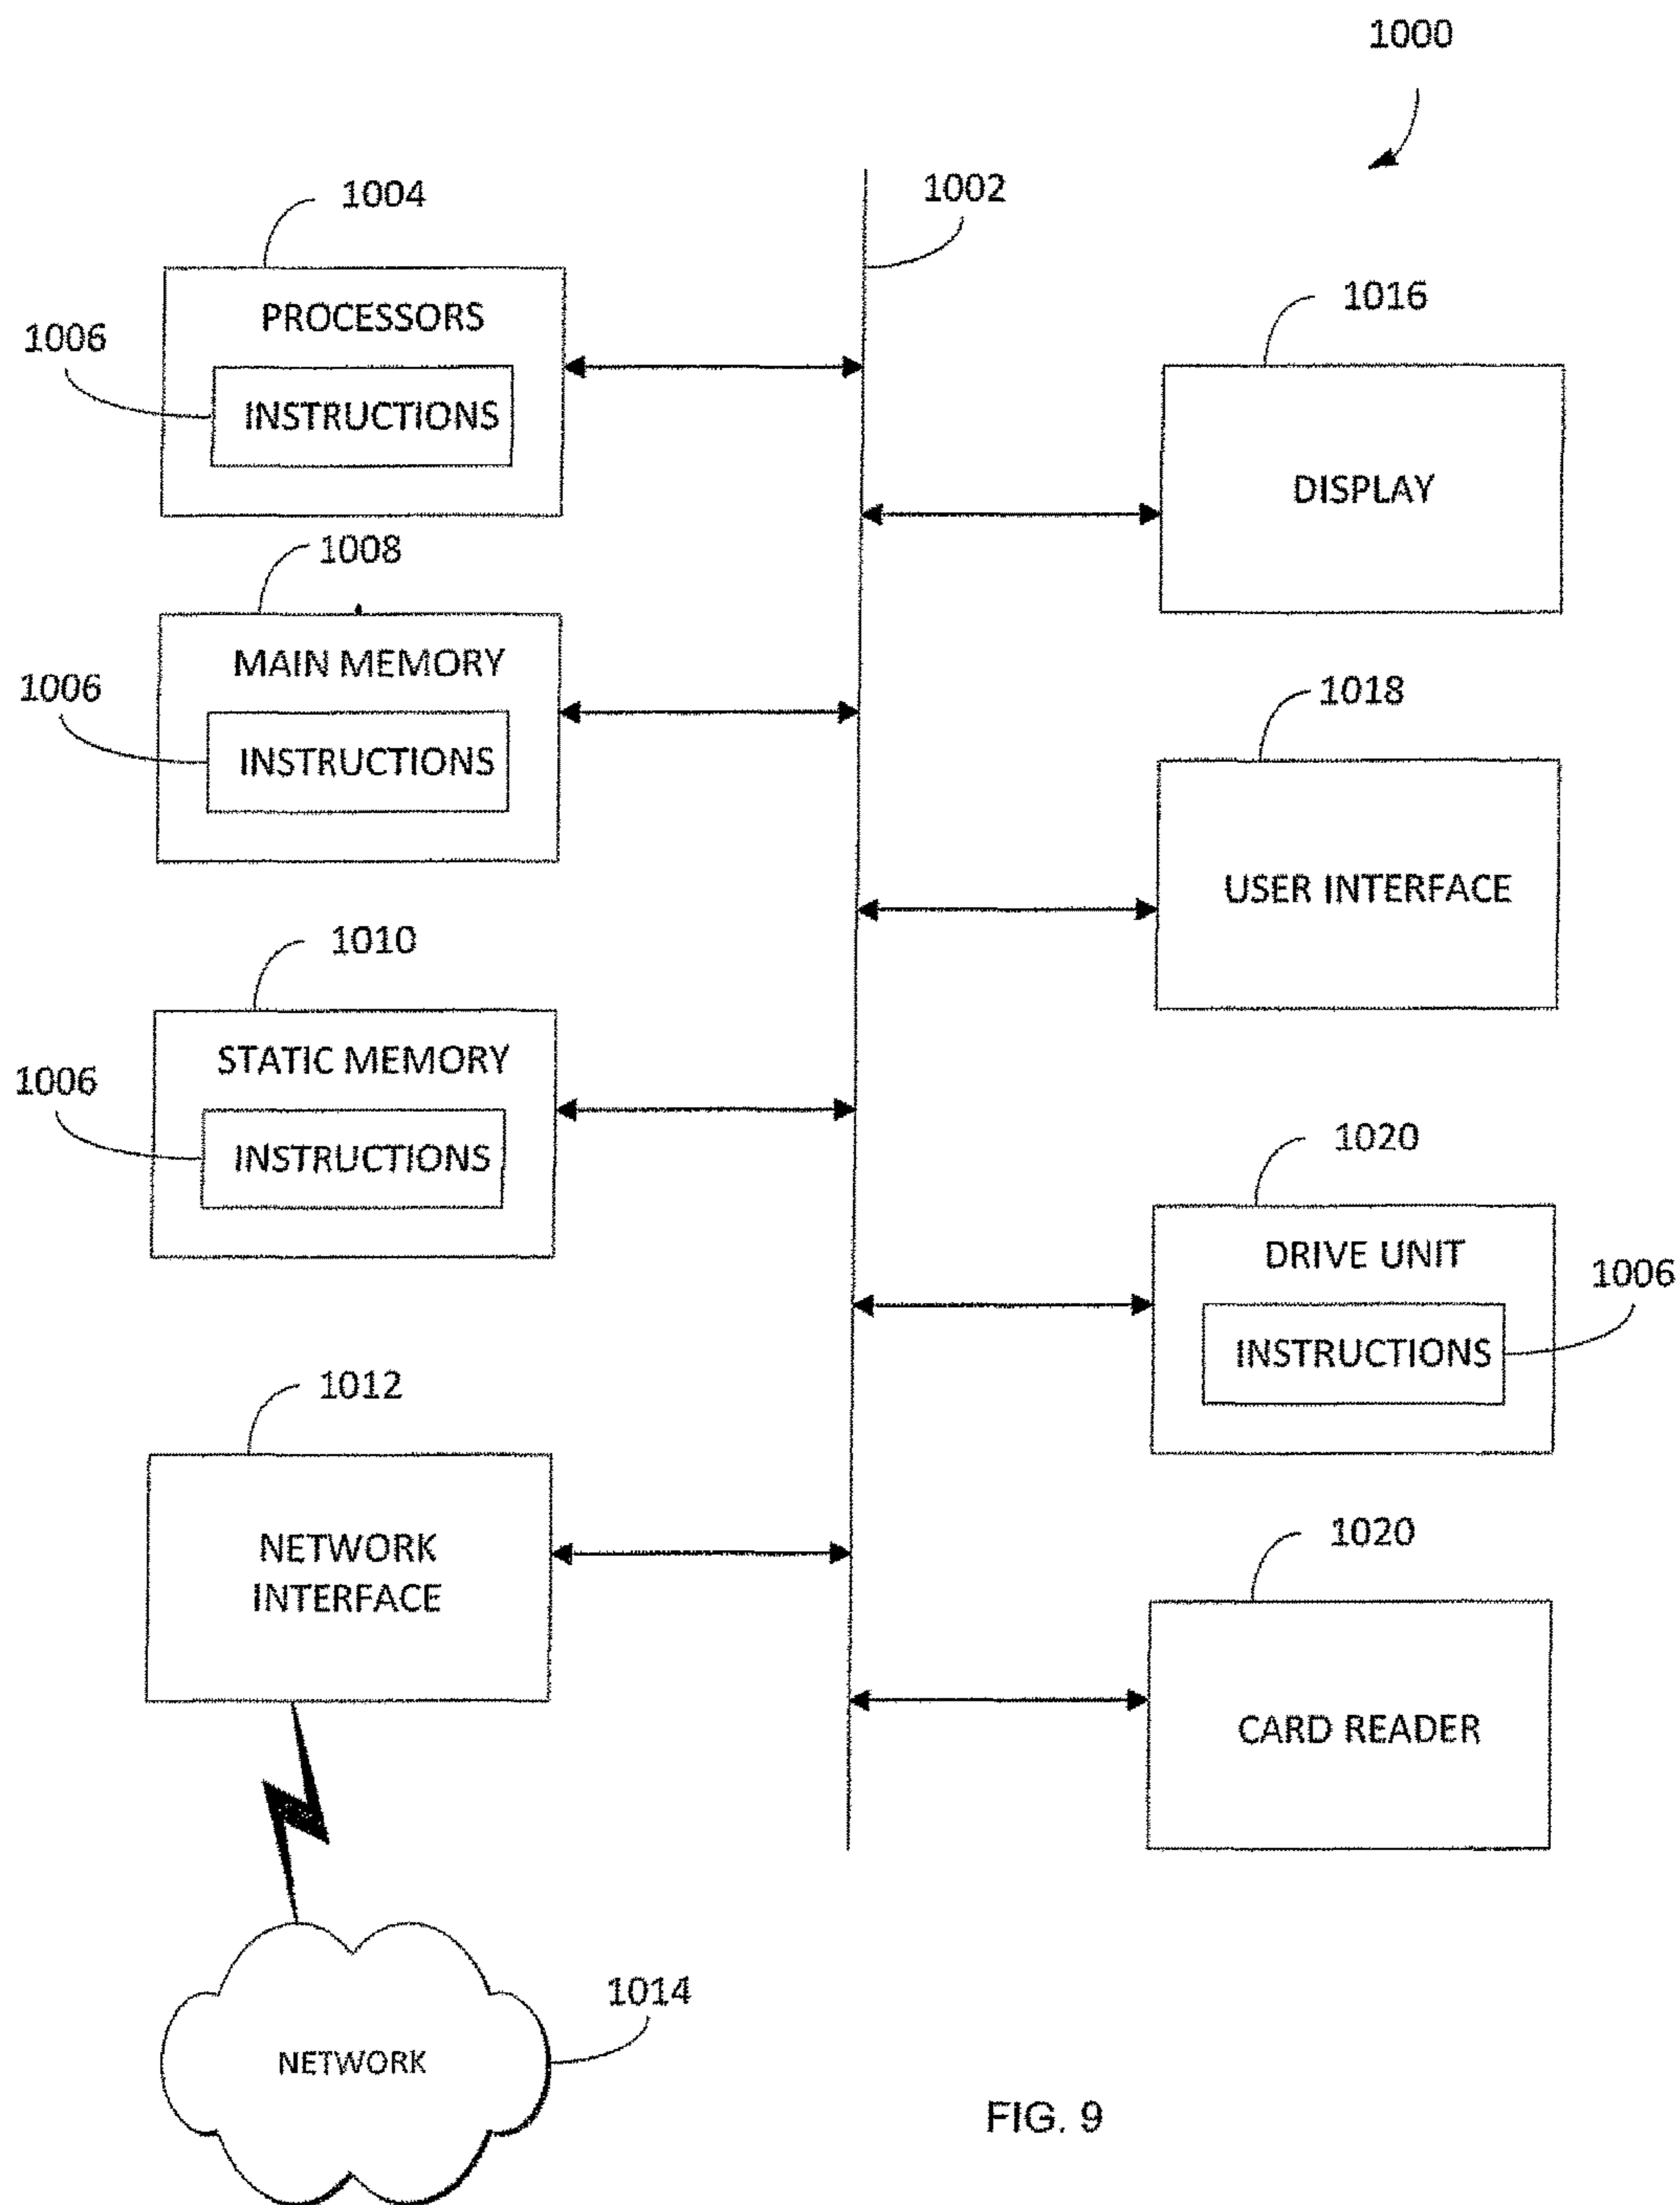 1000
1004
1002
PROCESSORS
1006
INSTRUCTIONS
1016
DISPLAY
1008
MAIN MEMORY
1006
INSTRUCTIONS
1018
USER INTERFACE
1010
STATIC MEMORY
1006
INSTRUCTIONS
1020
DRIVE UNIT
1006
INSTRUCTIONS
1012
NETWORK
INTERFACE
1020
CARD READER
1014
NETWORK
FIG. 9